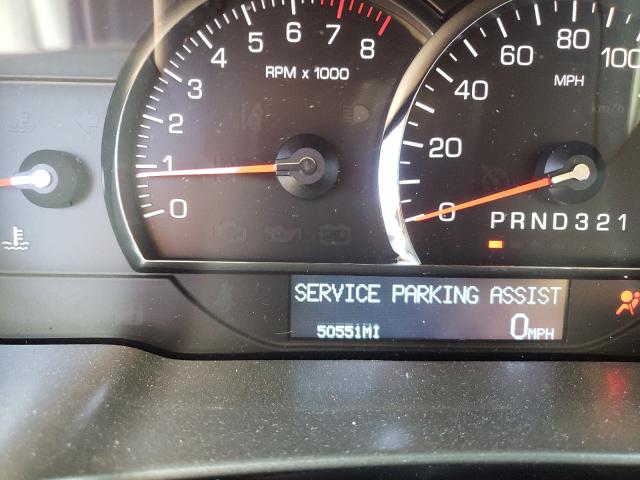 0 1 2 3 4 5 6 7 8
RPM x 1000
0 20 40 60 80 100
MPH
km/h
PRND321
SERVICE PARKING ASSIST
50551MI 0MPH